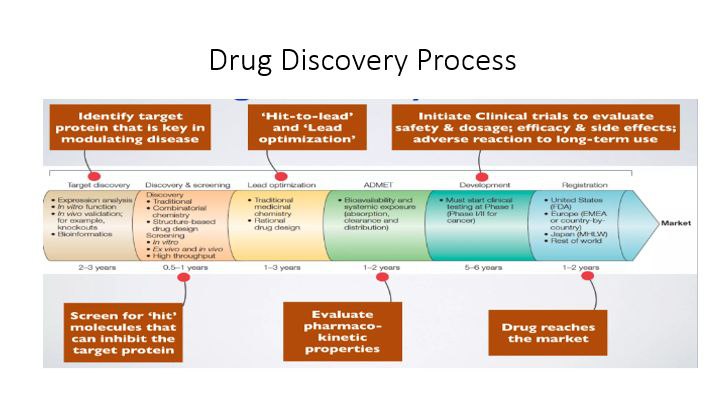 Drug Discovery Process
Identify target
protein that is key in
modulating disease
‘Hit-to-lead’
and ‘Lead
optimization’
Initiate Clinical trials to evaluate
safety & dosage; efficacy & side effects;
adverse reaction to long-term use
Target discovery
Discovery & screening
Lead optimization
ADMET
Development
Registration
• Expression analysis
• In vitro function
• In vivo validation;
for example,
knockouts
• Bioinformatics
Discovery
• Traditional
• Combinatorial
chemistry
• Structure-based
drug design
Screening
• In vitro
• Ex vivo and in vivo
• High throughput
• Traditional
medicinal
chemistry
• Rational
drug design
• Bioavailability and
systemic exposure
(absorption,
clearance and
distribution)
• Must start clinical
testing at Phase I
(Phase I/II for
cancer)
• United States
(FDA)
• Europe (EMEA
or country-by-
country)
• Japan (MHLW)
• Rest of world
Market
2–3 years
0.5–1 years
1–3 years
1–2 years
5–6 years
1–2 years
Screen for ‘hit’
molecules that
can inhibit the
target protein
Evaluate
pharmaco-
kinetic
properties
Drug reaches
the market